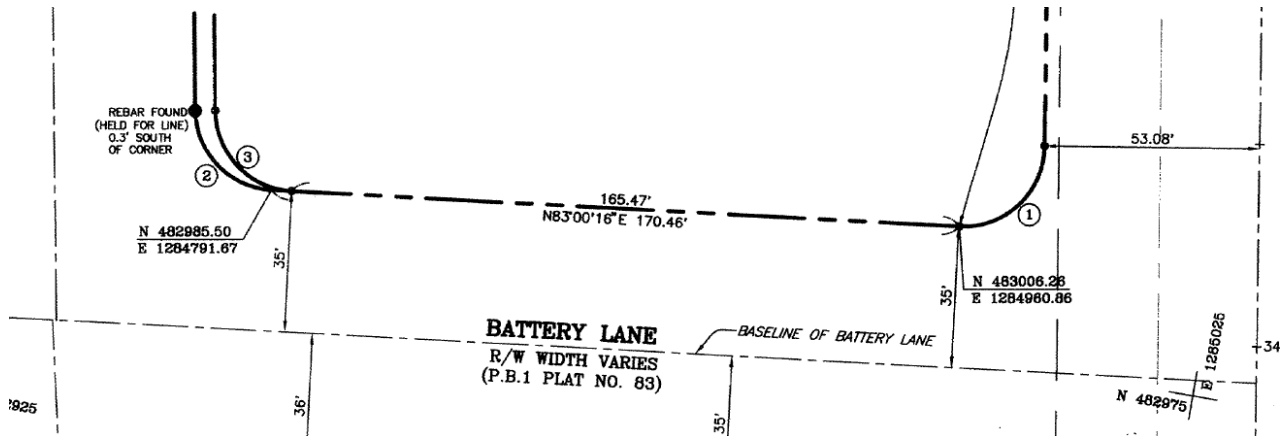 REBAR FOUND
(HELD FOR LINE)
0.3' SOUTH
OF CORNER
3
2
53.08'
165.47'
N83°00'16"E 170.46'
1
N 482985.50
E 1284791.67
35'
N 483006.26
E 1284960.86
35'
BATTERY LANE
BASELINE OF BATTERY LANE
R/W WIDTH VARIES
(P.B.1 PLAT NO. 83)
E 1285025
34
N 482975
36'
35'